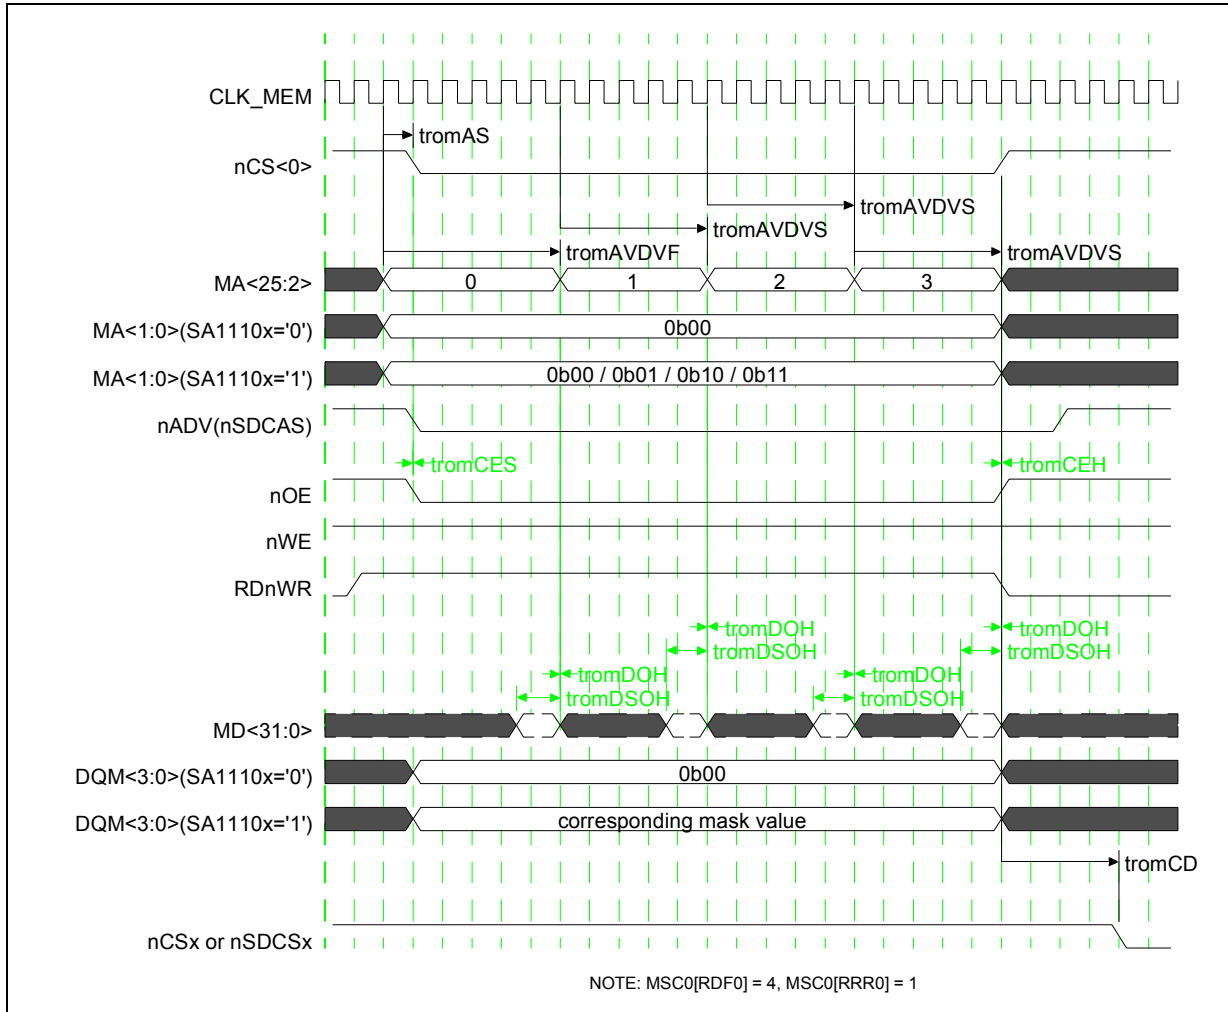 CLK_MEM
tromAS
nCS<0>
tromAVDVS
tromAVDVS
tromAVDVF
tromAVDVS
MA<25:2>
0
1
2
3
MA<1:0>(SA1110x='0')
0b00
MA<1:0>(SA1110x='1')
0b00 / 0b01 / 0b10 / 0b11
nADV(nSDCAS)
tromCES
tromCEH
nOE
nWE
RDnWR
tromDOH
tromDOH
tromDSOH
tromDSOH
tromDOH
tromDOH
tromDSOH
tromDSOH
MD<31:0>
DQM<3:0>(SA1110x='0')
0b00
DQM<3:0>(SA1110x='1')
corresponding mask value
tromCD
nCSx or nSDCSx
NOTE: MSC0[RDF0] = 4, MSC0[RRR0] = 1